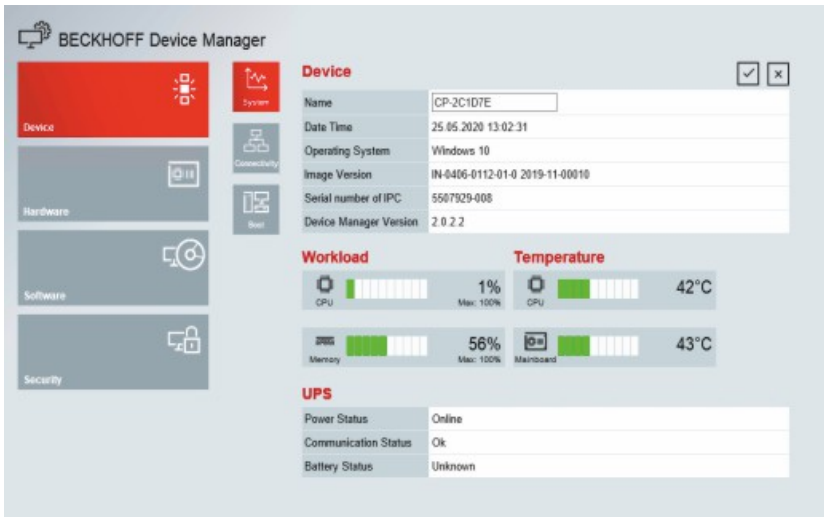 BECKHOFF Device Manager
Device
Hardware
Software
Security
System
Connectivity
Boot
Device
Name CP-2C1D7E
Date Time 25.05.2020 13:02:31
Operating System Windows 10
Image Version IN-0406-0112-01-0 2019-11-00010
Serial number of IPC 5507929-008
Device Manager Version 2.0.2.2
Workload
CPU 1%
Max: 100%
Memory 56%
Max: 100%
Temperature
CPU 42°C
Mainboard 43°C
UPS
Power Status Online
Communication Status Ok
Battery Status Unknown